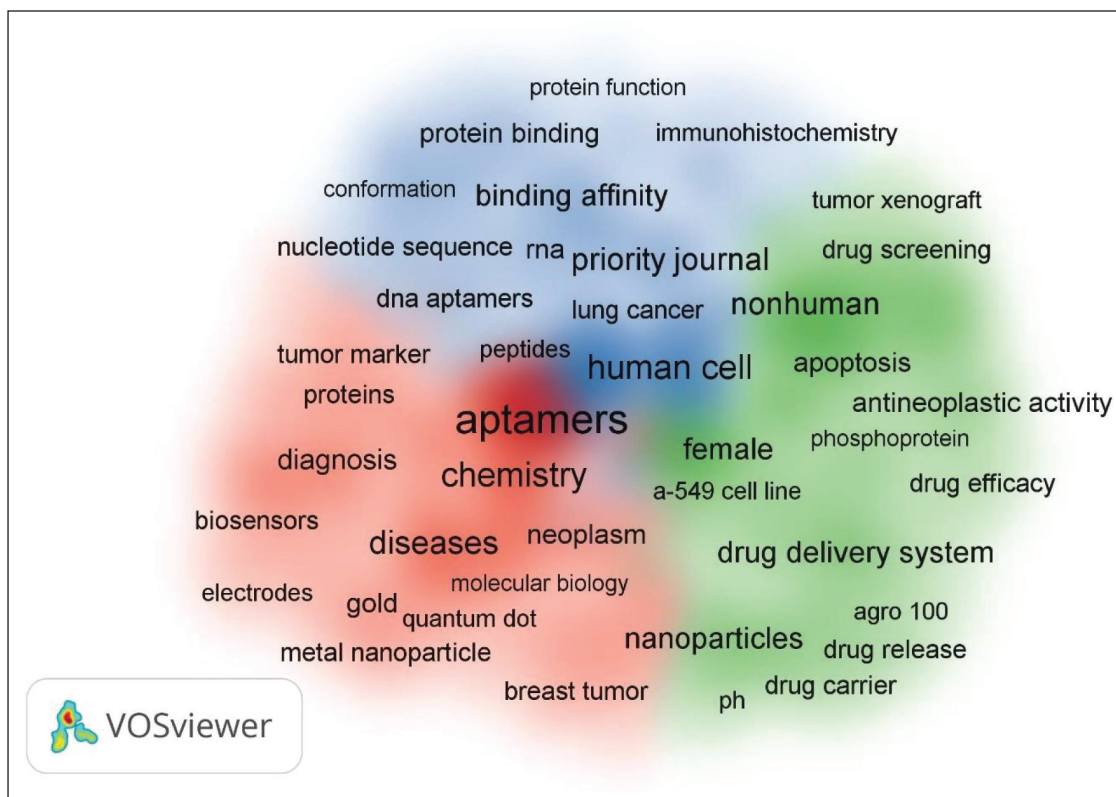 protein function
protein binding
immunohistochemistry
conformation
binding affinity
tumor xenograft
nucleotide sequence
rna
priority journal
drug screening
dna aptamers
lung cancer
nonhuman
tumor marker
peptides
human cell
apoptosis
proteins
aptamers
antineoplastic activity
diagnosis
chemistry
female
phosphoprotein
a-549 cell line
drug efficacy
biosensors
diseases
neoplasm
drug delivery system
electrodes
gold
molecular biology
quantum dot
agro 100
metal nanoparticle
nanoparticles
drug release
breast tumor
ph
drug carrier
VOSviewer